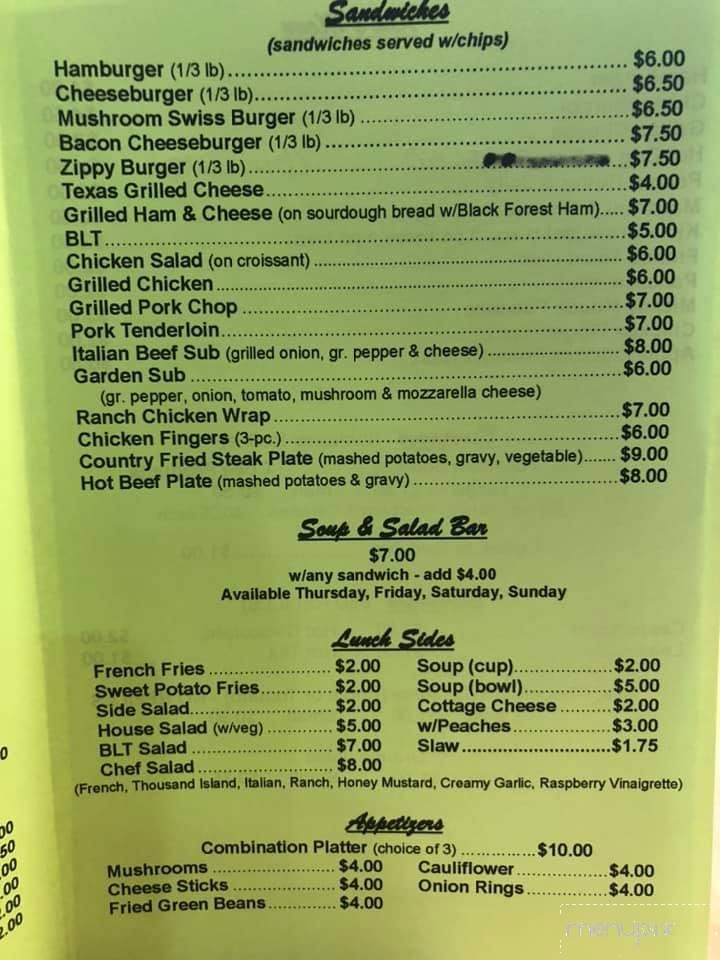 Sandwiches
(sandwiches served w/chips)
Hamburger (1/3 lb)..................$6.00
Cheeseburger (1/3 lb)..................$6.50
Mushroom Swiss Burger (1/3 lb)..................$6.50
Bacon Cheeseburger (1/3 lb)..................$7.50
Zippy Burger (1/3 lb)..................$7.50
Texas Grilled Cheese..................$4.00
Grilled Ham & Cheese (on sourdough bread w/Black Forest Ham).....$7.00
BLT..................$5.00
Chicken Salad (on croissant)..................$6.00
Grilled Chicken..................$6.00
Grilled Pork Chop..................$7.00
Pork Tenderloin..................$7.00
Italian Beef Sub (grilled onion, gr. pepper & cheese)..................$8.00
Garden Sub..................$6.00
(gr. pepper, onion, tomato, mushroom & mozzarella cheese)
Ranch Chicken Wrap..................$7.00
Chicken Fingers (3-pc.)..................$6.00
Country Fried Steak Plate (mashed potatoes, gravy, vegetable).......$9.00
Hot Beef Plate (mashed potatoes & gravy)..................$8.00
Soup & Salad Bar
$7.00
w/any sandwich - add $4.00
Available Thursday, Friday, Saturday, Sunday
Lunch Sides
French Fries..................$2.00 Soup (cup)..................$2.00
Sweet Potato Fries.............$2.00 Soup (bowl)................$5.00
Side Salad..................$2.00 Cottage Cheese..........$2.00
House Salad (w/veg)............$5.00 w/Peaches..................$3.00
BLT Salad..................$7.00 Slaw..................$1.75
Chef Salad..................$8.00
(French, Thousand Island, Italian, Ranch, Honey Mustard, Creamy Garlic, Raspberry Vinaigrette)
Appetizers
Combination Platter (choice of 3)...............$10.00
Mushrooms..................$4.00 Cauliflower..................$4.00
Cheese Sticks..................$4.00 Onion Rings................$4.00
Fried Green Beans.............$4.00
menupix